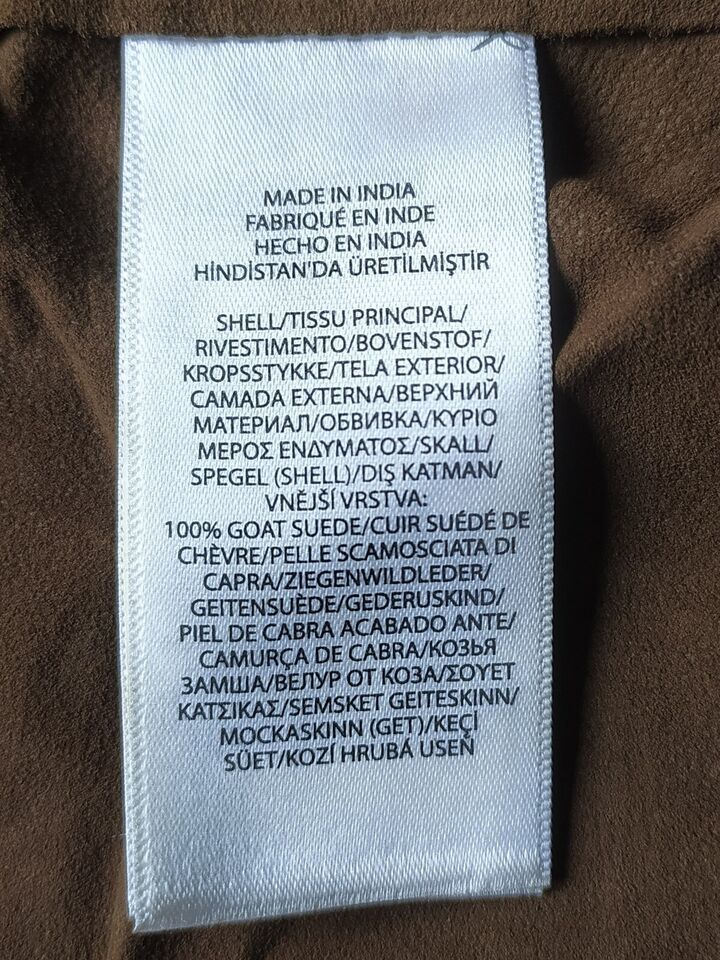 MADE IN INDIA
FABRIQUÉ EN INDE
HECHO EN INDIA
HİNDİSTAN'DA ÜRETİLMİŞTİR
SHELL/TISSU PRINCIPAL/
RIVESTIMENTO/BOVENSTOF/
KROPSSTYKKE/TELA EXTERIOR/
CAMADA EXTERNA/ВЕРХНИЙ
МАТЕРИАЛ/ОБВИВКА/ΚΥΡΙΟ
ΜΕΡΟΣ ΕΝΔΥΜΑΤΟΣ/SKALL/
SPEGEL (SHELL)/DIŞ KATMAN/
VNĚJŠÍ VRSTVA:
100% GOAT SUEDE/CUIR SUÉDÉ DE
CHÈVRE/PELLE SCAMOSCIATA DI
CAPRA/ZIEGENWILDLEDER/
GEITENSUÈDE/GEDERUSKIND/
PIEL DE CABRA ACABADO ANTE/
CAMURÇA DE CABRA/КОЗЬЯ
ЗАМША/ВЕЛУР ОТ КОЗА/ΣΟΥΕΤ
ΚΑΤΣΙΚΑΣ/SEMSKET GEITESKINN/
MOCKASKINN (GET)/KEÇİ
SÜET/KOZÍ HRUBÁ USEŇ